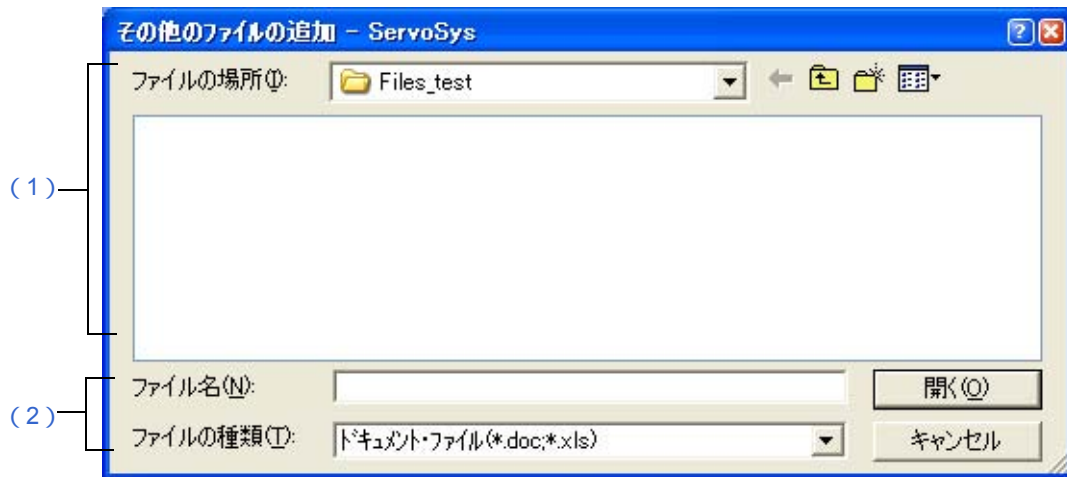 その他のファイルの追加 - ServoSys
ファイルの場所(I):
Files_test
(1)
ファイル名(N):
開く(O)
(2)
ファイルの種類(T):
ドキュメント・ファイル(*.doc;*.xls)
キャンセル